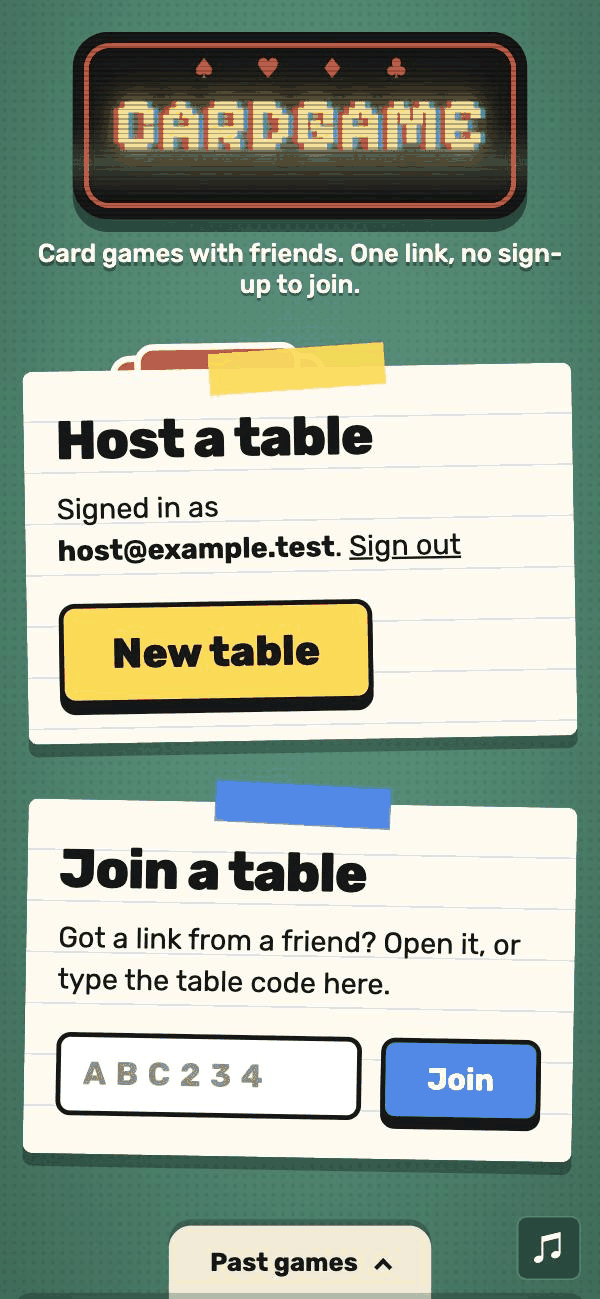 CARDGAME
Card games with friends. One link, no sign-
up to join.
Host a table
Signed in as
host@example.test. Sign out
New table
Join a table
Got a link from a friend? Open it, or
type the table code here.
ABC234
Join
Past games